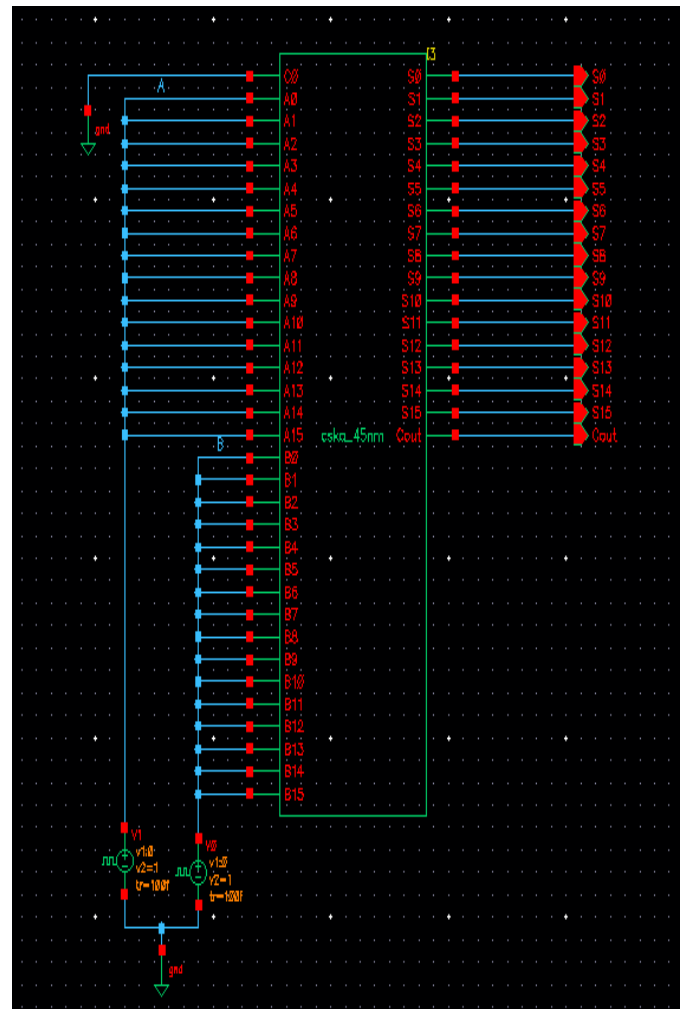 I3
C0 S0 S0
A
A0 S1 S1
gnd
A1 S2 S2
A2 S3 S3
A3 S4 S4
A4 S5 S5
A5 S6 S6
A6 S7 S7
A7 S8 S8
A8 S9 S9
A9 S10 S10
A10 S11 S11
A11 S12 S12
A12 S13 S13
A13 S14 S14
A14 S15 S15
A15 cska_45nm Cout Cout
B
B0
B1
B2
B3
B4
B5
B6
B7
B8
B9
B10
B11
B12
B13
B14
B15
V1
v1:0
v2=:1
tr=100f
V0
v1:0
v2=1
tr=100f
gnd